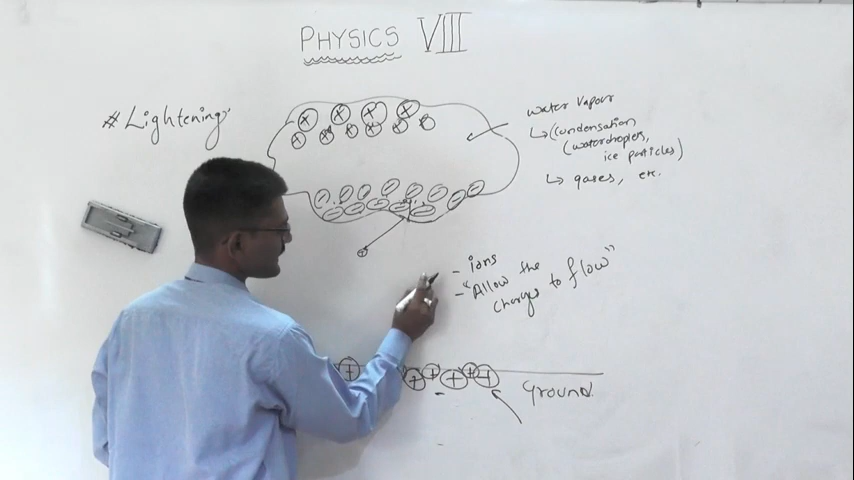 PHYSICS VIII
# Lightening:
water vapour
↳ (condensation
(waterdroplets,
ice particles)
↳ gases, etc.
- ions
- "Allow the
charges to flow"
Ground.